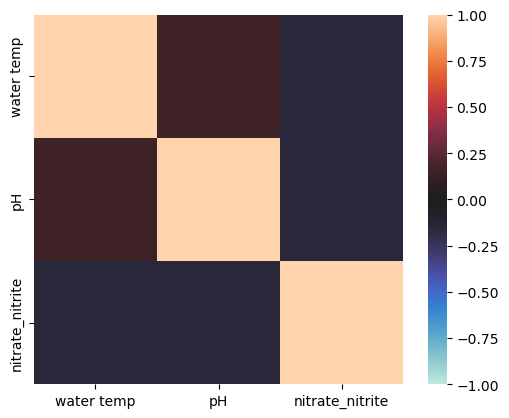 water temp
pH
nitrate_nitrite
water temp
pH
nitrate_nitrite
1.00
0.75
0.50
0.25
0.00
−0.25
−0.50
−0.75
−1.00